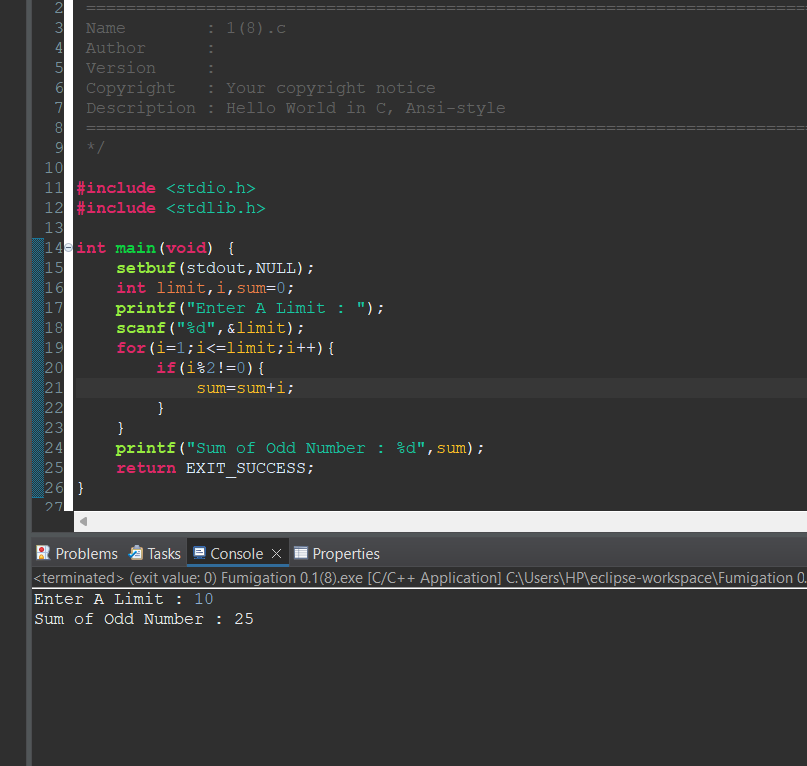 2 ========================================================================
3 Name        : 1(8).c
4 Author      :
5 Version     :
6 Copyright   : Your copyright notice
7 Description : Hello World in C, Ansi-style
8 ========================================================================
9 */
10
11 #include <stdio.h>
12 #include <stdlib.h>
13
14 int main(void) {
15     setbuf(stdout,NULL);
16     int limit,i,sum=0;
17     printf("Enter A Limit : ");
18     scanf("%d",&limit);
19     for(i=1;i<=limit;i++){
20         if(i%2!=0){
21             sum=sum+i;
22         }
23     }
24     printf("Sum of Odd Number : %d",sum);
25     return EXIT_SUCCESS;
26 }
27
Problems Tasks Console Properties
<terminated> (exit value: 0) Fumigation 0.1(8).exe [C/C++ Application] C:\Users\HP\eclipse-workspace\Fumigation 0.
Enter A Limit : 10
Sum of Odd Number : 25